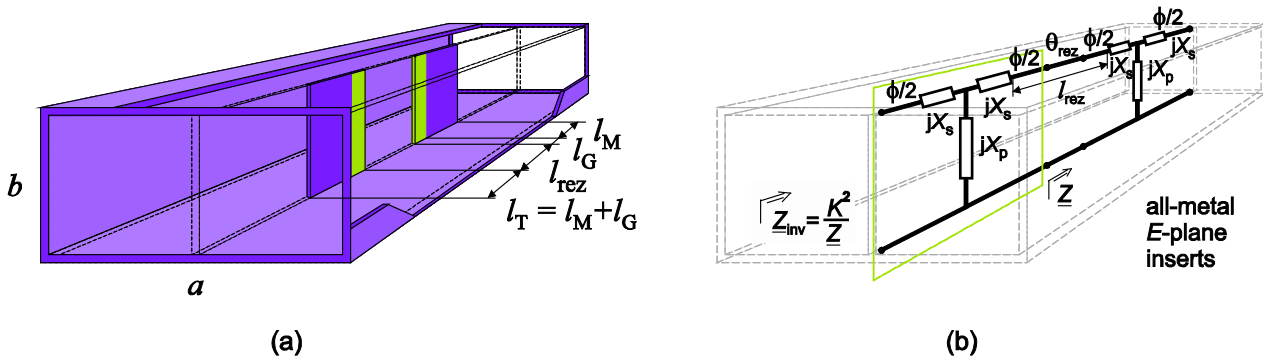 b
a
l_M
l_G
l_rez
l_T = l_M+l_G
(a)
ϕ/2
ϕ/2
θ_rez
ϕ/2
ϕ/2
jX_s
jX_s
jX_s
jX_s
l_rez
jX_p
jX_p
Z_inv = K²/Z
Z
all-metal
E-plane
inserts
(b)